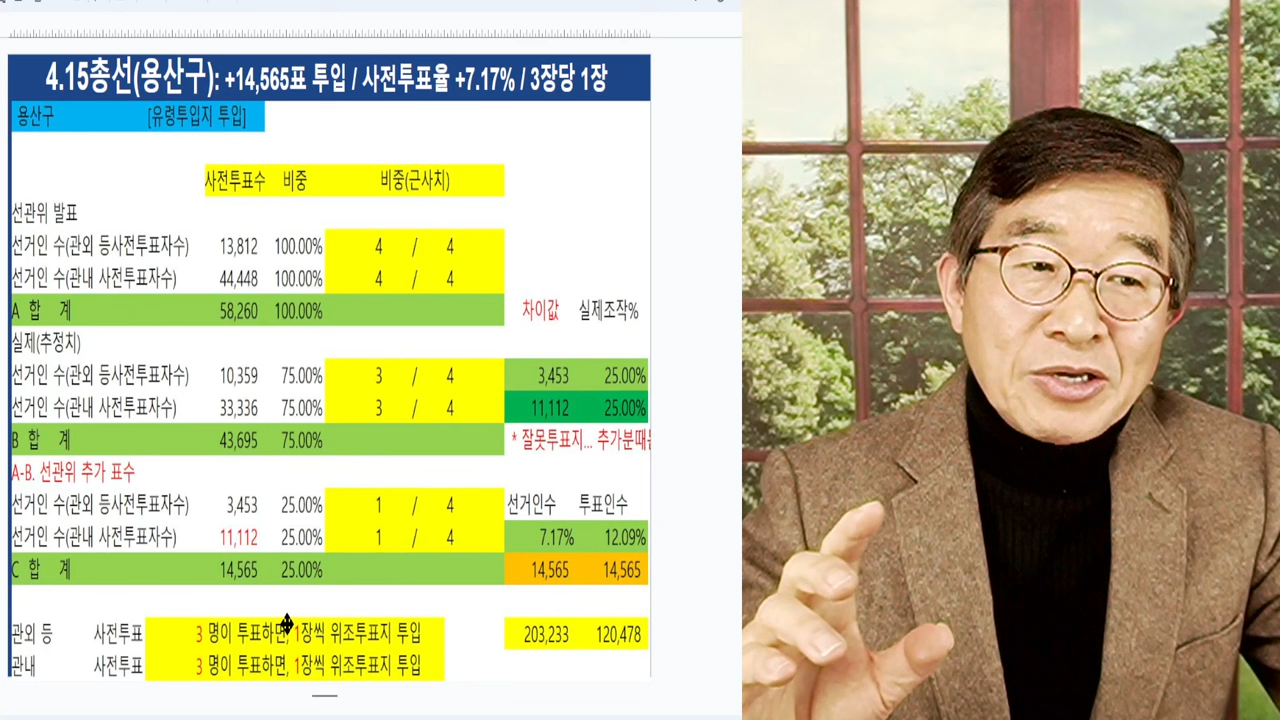 4.15총선(용산구): +14,565표 투입 / 사전투표율 +7.17% / 3장당 1장
용산구 [유령투입지 투입]
사전투표수 비중 비중(근사치)
선관위 발표
선거인 수(관외 등사전투표자수) 13,812 100.00% 4 / 4
선거인 수(관내 사전투표자수) 44,448 100.00% 4 / 4
A 합 계 58,260 100.00% 차이값 실제조작%
실제(추정치)
선거인 수(관외 등사전투표자수) 10,359 75.00% 3 / 4 3,453 25.00%
선거인 수(관내 사전투표자수) 33,336 75.00% 3 / 4 11,112 25.00%
B 합 계 43,695 75.00% * 잘못투표지... 추가분때
A-B. 선관위 추가 표수
선거인 수(관외 등사전투표자수) 3,453 25.00% 1 / 4 선거인수 투표인수
선거인 수(관내 사전투표자수) 11,112 25.00% 1 / 4 7.17% 12.09%
C 합 계 14,565 25.00% 14,565 14,565
관외 등 사전투표 3 명이 투표하면, 1장씩 위조투표지 투입 203,233 120,478
관내 사전투표 3 명이 투표하면, 1장씩 위조투표지 투입